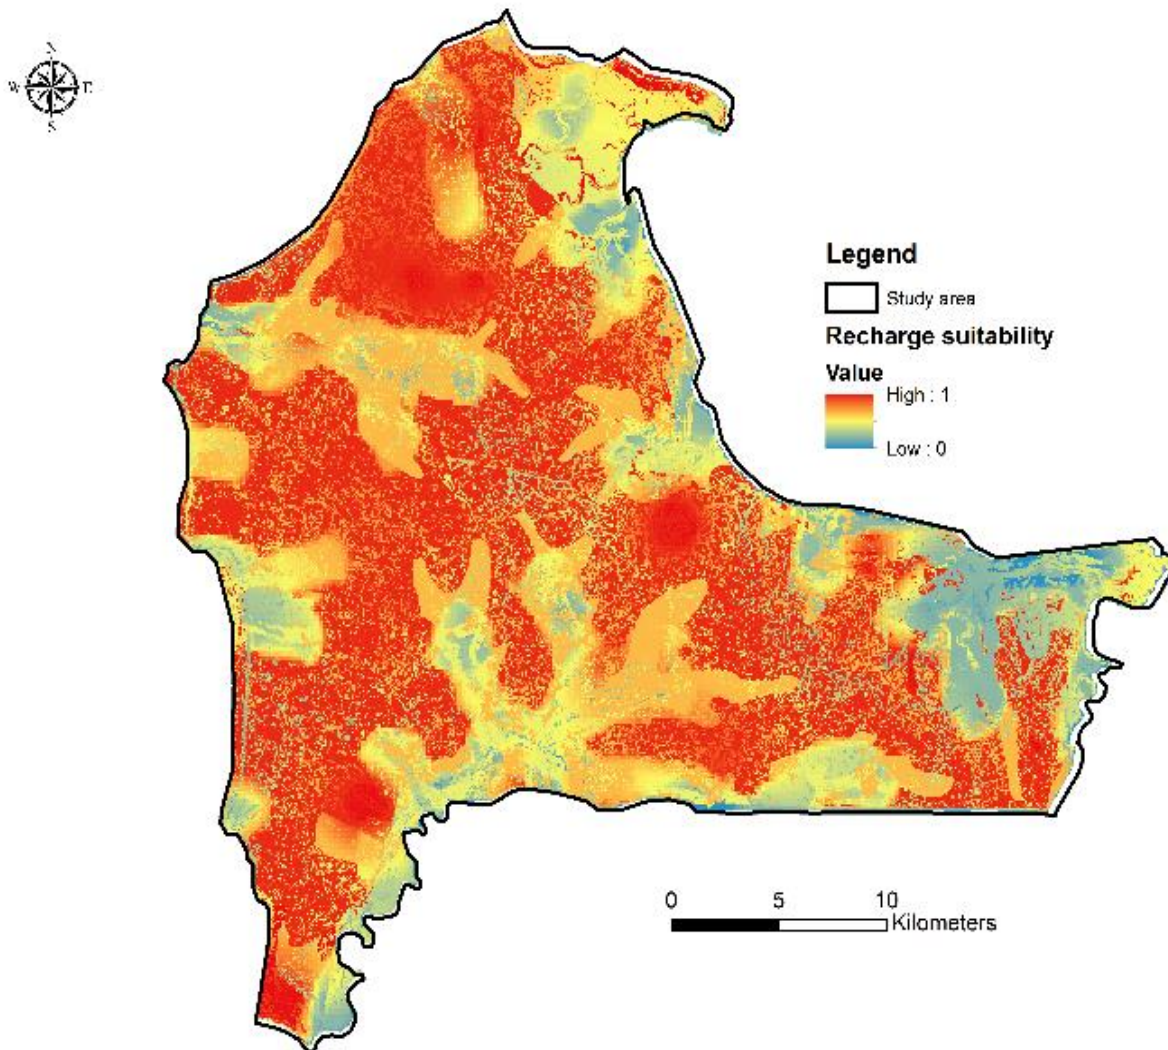 N
W E
S
Legend
Study area
Recharge suitability
Value
High : 1
Low : 0
0 5 10
Kilometers